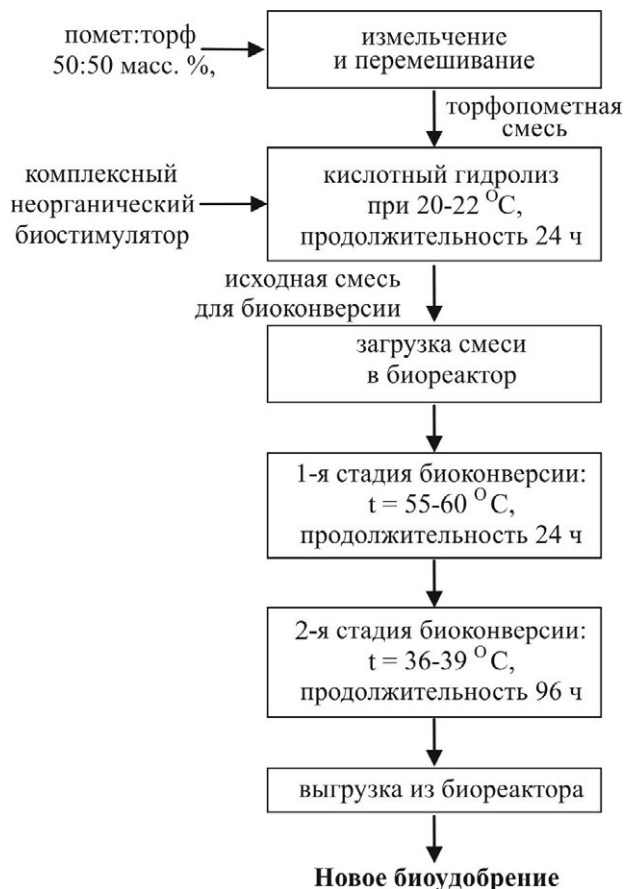 помет:торф
50:50 масс. %,
измельчение
и перемешивание
торфопометная
смесь
комплексный
неорганический
биостимулятор
кислотный гидролиз
при 20-22 °С,
продолжительность 24 ч
исходная смесь
для биоконверсии
загрузка смеси
в биореактор
1-я стадия биоконверсии:
t = 55-60 °С,
продолжительность 24 ч
2-я стадия биоконверсии:
t = 36-39 °С,
продолжительность 96 ч
выгрузка из биореактора
Новое биоудобрение